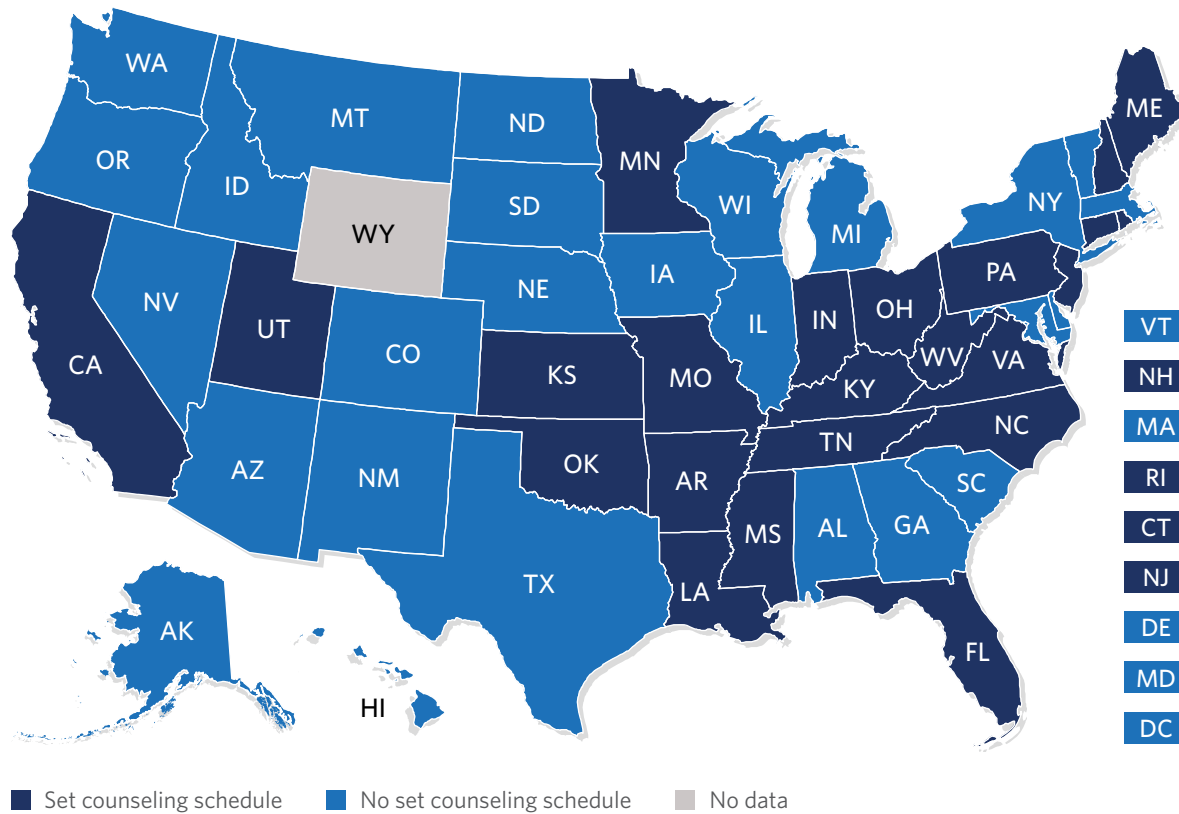 WA
MT
ND
MN
ME
OR
ID
SD
WI
NY
MI
WY
PA
IA
NE
NV
OH
IN
IL
UT
VT
CO
WV
VA
CA
KS
MO
KY
NH
NC
MA
TN
OK
AZ
NM
AR
RI
SC
MS
AL
GA
CT
TX
NJ
LA
AK
DE
FL
MD
HI
DC
Set counseling schedule
No set counseling schedule
No data